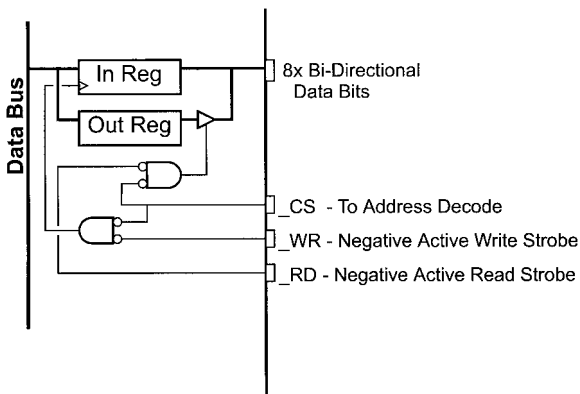 Data Bus
In Reg
Out Reg
8x Bi-Directional
Data Bits
_CS - To Address Decode
_WR - Negative Active Write Strobe
_RD - Negative Active Read Strobe